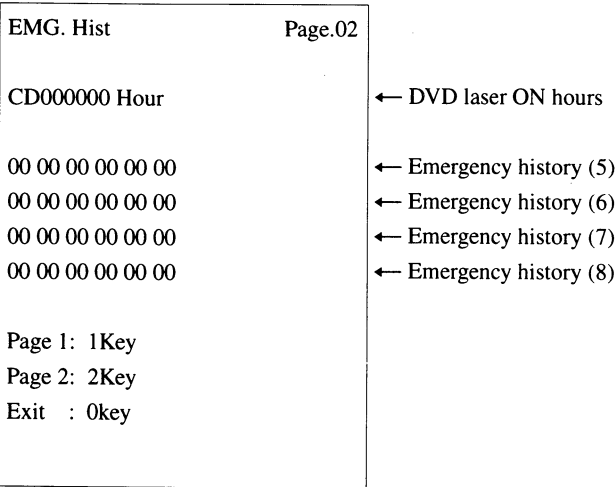 EMG. Hist Page.02
CD000000 Hour ← DVD laser ON hours
00 00 00 00 00 00 ← Emergency history (5)
00 00 00 00 00 00 ← Emergency history (6)
00 00 00 00 00 00 ← Emergency history (7)
00 00 00 00 00 00 ← Emergency history (8)
Page 1: 1Key
Page 2: 2Key
Exit : 0key